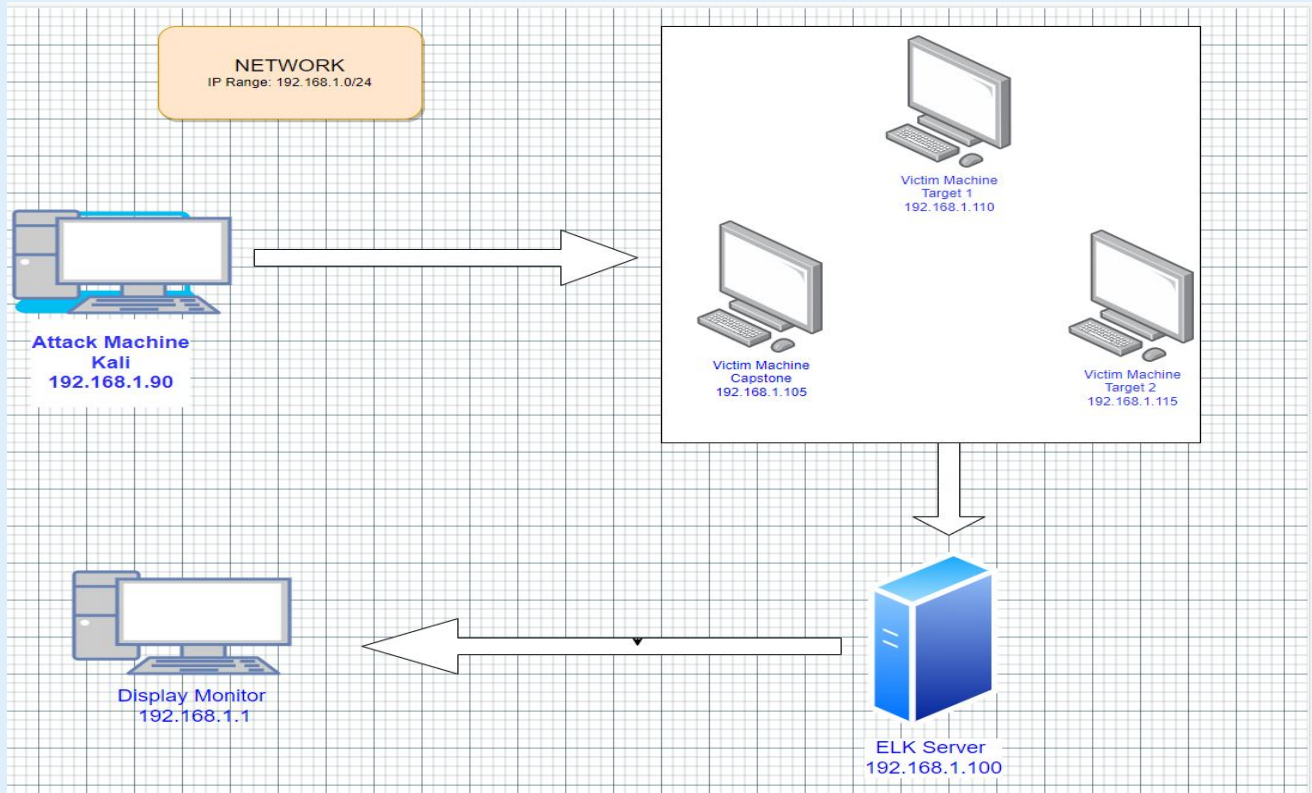 NETWORK
IP Range: 192.168.1.0/24
Victim Machine
Target 1
192.168.1.110
Attack Machine
Kali
192.168.1.90
Victim Machine
Capstone
192.168.1.105
Victim Machine
Target 2
192.168.1.115
Display Monitor
192.168.1.1
ELK Server
192.168.1.100